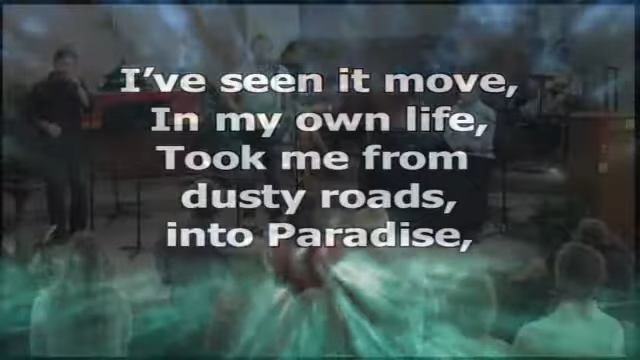 I've seen it move,
In my own life,
Took me from
dusty roads,
into Paradise,